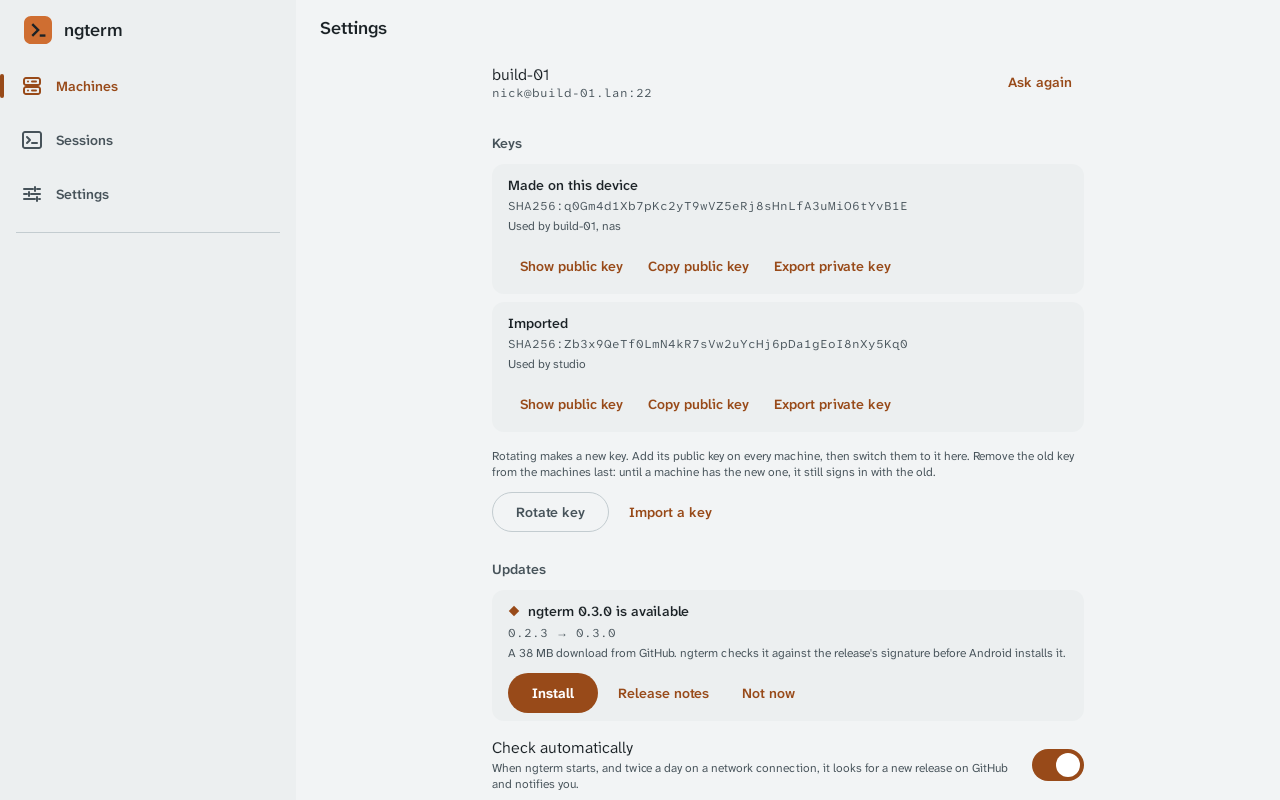 ngterm
Machines
Sessions
Settings
Settings
build-01
nick@build-01.lan:22
Ask again
Keys
Made on this device
SHA256:q0Gm4d1Xb7pKc2yT9wVZ5eRj8sHnLfA3uMiO6tYvB1E
Used by build-01, nas
Show public key Copy public key Export private key
Imported
SHA256:Zb3x9QeTf0LmN4kR7sVw2uYcHj6pDa1gEoI8nXy5Kq0
Used by studio
Show public key Copy public key Export private key
Rotating makes a new key. Add its public key on every machine, then switch them to it here. Remove the old key
from the machines last: until a machine has the new one, it still signs in with the old.
Rotate key Import a key
Updates
ngterm 0.3.0 is available
0.2.3 → 0.3.0
A 38 MB download from GitHub. ngterm checks it against the release's signature before Android installs it.
Install Release notes Not now
Check automatically
When ngterm starts, and twice a day on a network connection, it looks for a new release on GitHub
and notifies you.